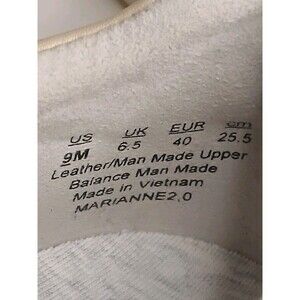 US UK EUR cm
9M 6.5 40 25.5
Leather/Man Made Upper
Balance Man Made
Made in Vietnam
MARIANNE2.0